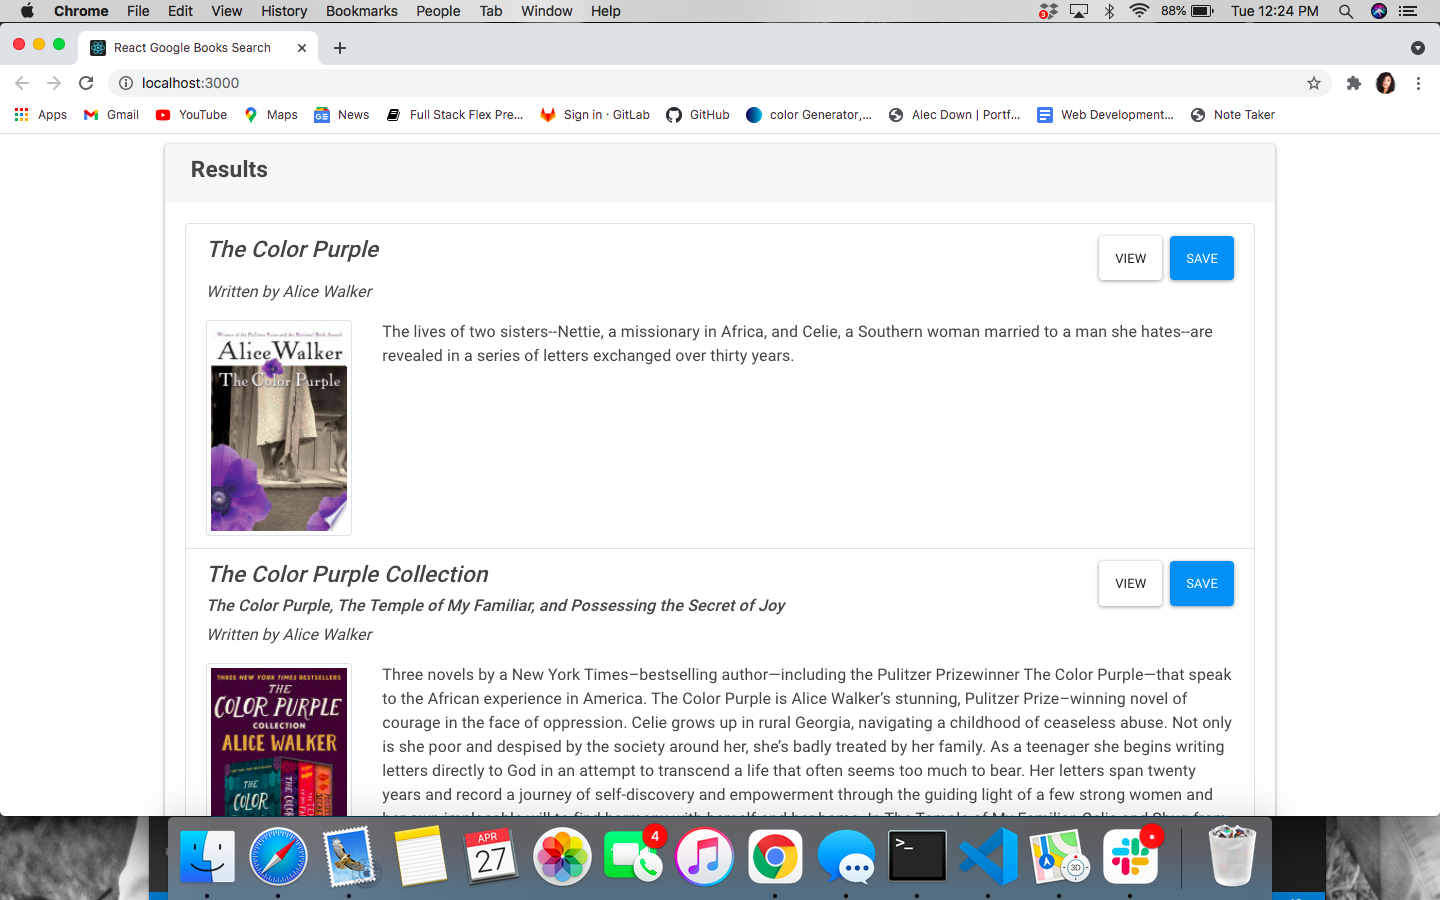 Chrome File Edit View History Bookmarks People Tab Window Help 3 88% Tue 12:24 PM
React Google Books Search
localhost:3000
Apps Gmail YouTube Maps News Full Stack Flex Pre... Sign in · GitLab GitHub color Generator,... Alec Down | Portf... Web Development... Note Taker
Results
The Color Purple
VIEW SAVE
Written by Alice Walker
Winner of the Pulitzer Prize and the National Book Award
Alice Walker
The Color Purple
The lives of two sisters--Nettie, a missionary in Africa, and Celie, a Southern woman married to a man she hates--are
revealed in a series of letters exchanged over thirty years.
The Color Purple Collection
VIEW SAVE
The Color Purple, The Temple of My Familiar, and Possessing the Secret of Joy
Written by Alice Walker
THREE NEW YORK TIMES BESTSELLERS
THE
COLOR PURPLE
COLLECTION
ALICE WALKER
THE
COLOR
Three novels by a New York Times–bestselling author—including the Pulitzer Prizewinner The Color Purple—that speak
to the African experience in America. The Color Purple is Alice Walker’s stunning, Pulitzer Prize–winning novel of
courage in the face of oppression. Celie grows up in rural Georgia, navigating a childhood of ceaseless abuse. Not only
is she poor and despised by the society around her, she’s badly treated by her family. As a teenager she begins writing
letters directly to God in an attempt to transcend a life that often seems too much to bear. Her letters span twenty
years and record a journey of self-discovery and empowerment through the guiding light of a few strong women and
APR
27
4
>_
3D